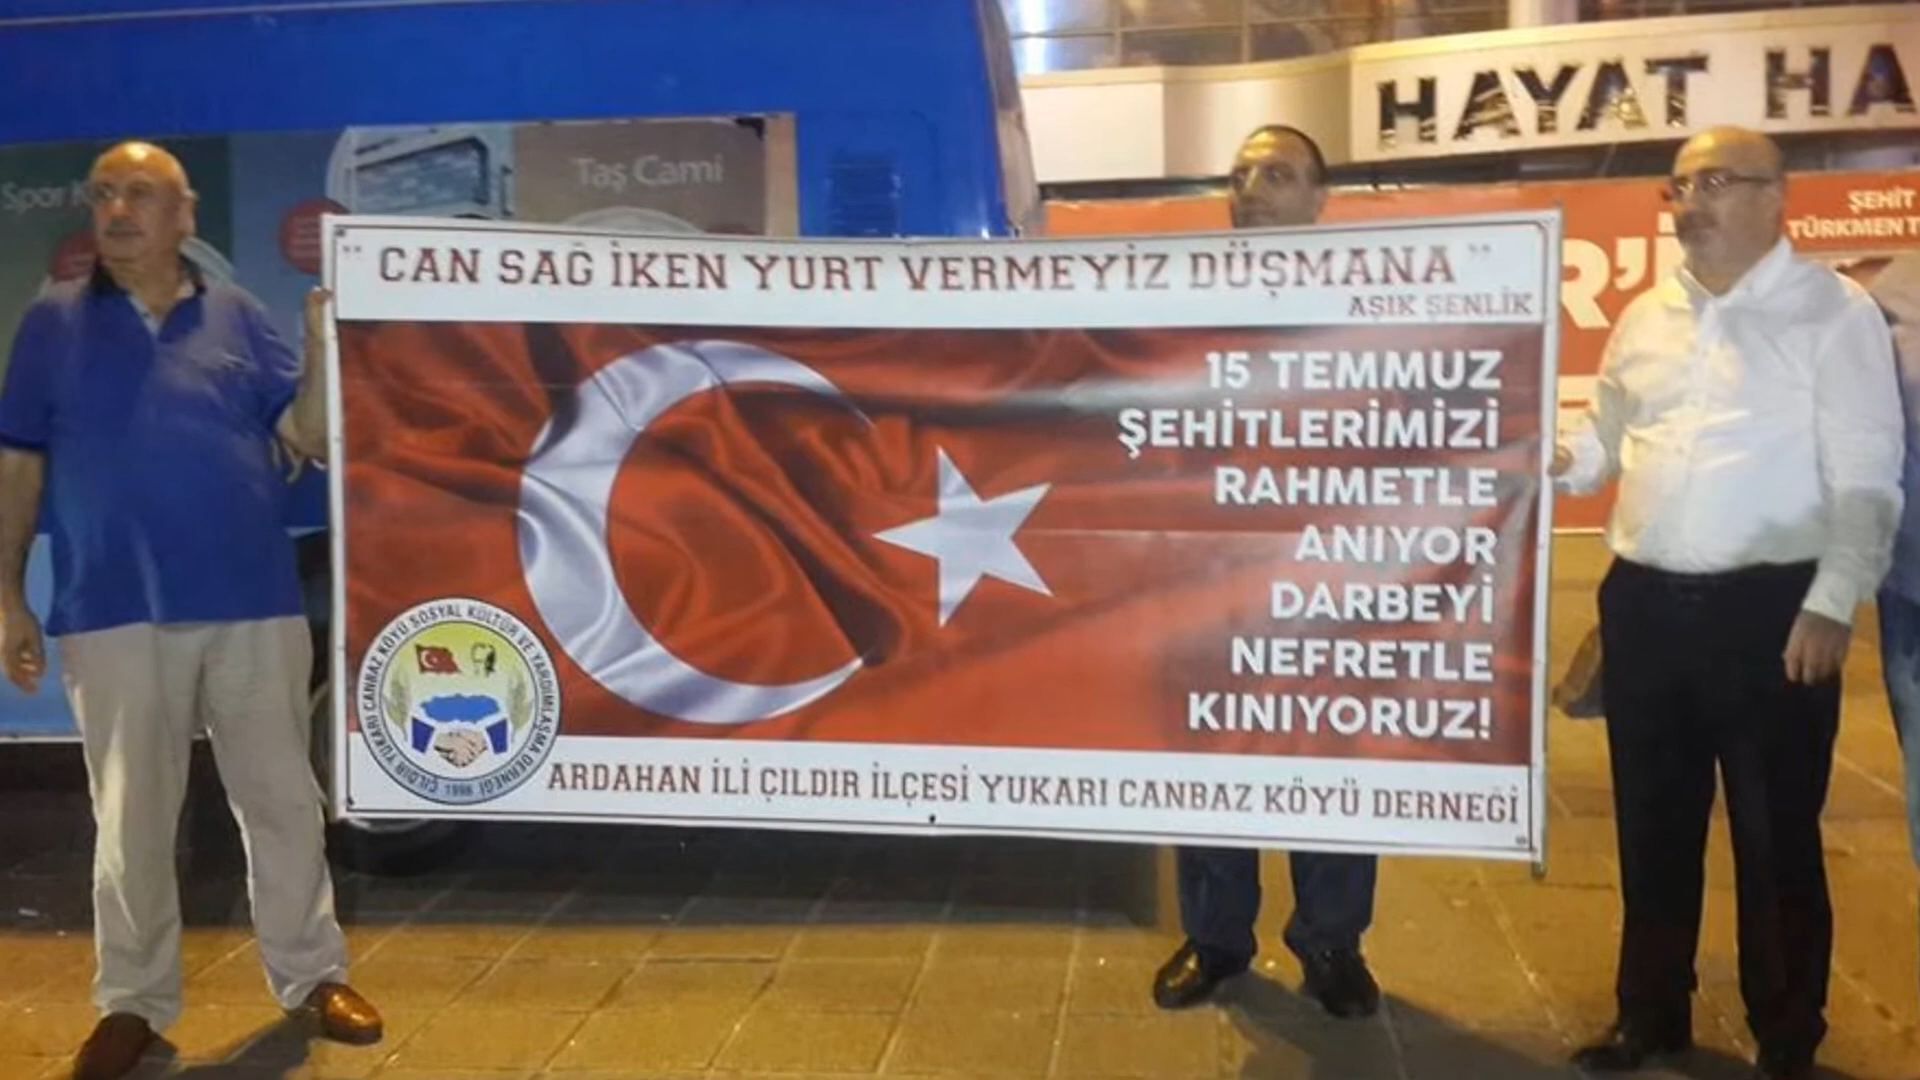 HAYAT HA
Spor K
Taş Cami
ŞEHİT
TÜRKMEN T
R'
" CAN SAĞ İKEN YURT VERMEYİZ DÜŞMANA "
AŞIK ŞENLİK
15 TEMMUZ
ŞEHİTLERİMİZİ
RAHMETLE
ANIYOR
DARBEYİ
NEFRETLE
KINIYORUZ!
ÇILDIR YUKARI CANBAZ KÖYÜ SOSYAL KÜLTÜR VE YARDIMLAŞMA DERNEĞİ
1998
ARDAHAN İLİ ÇILDIR İLÇESİ YUKARI CANBAZ KÖYÜ DERNEĞİ